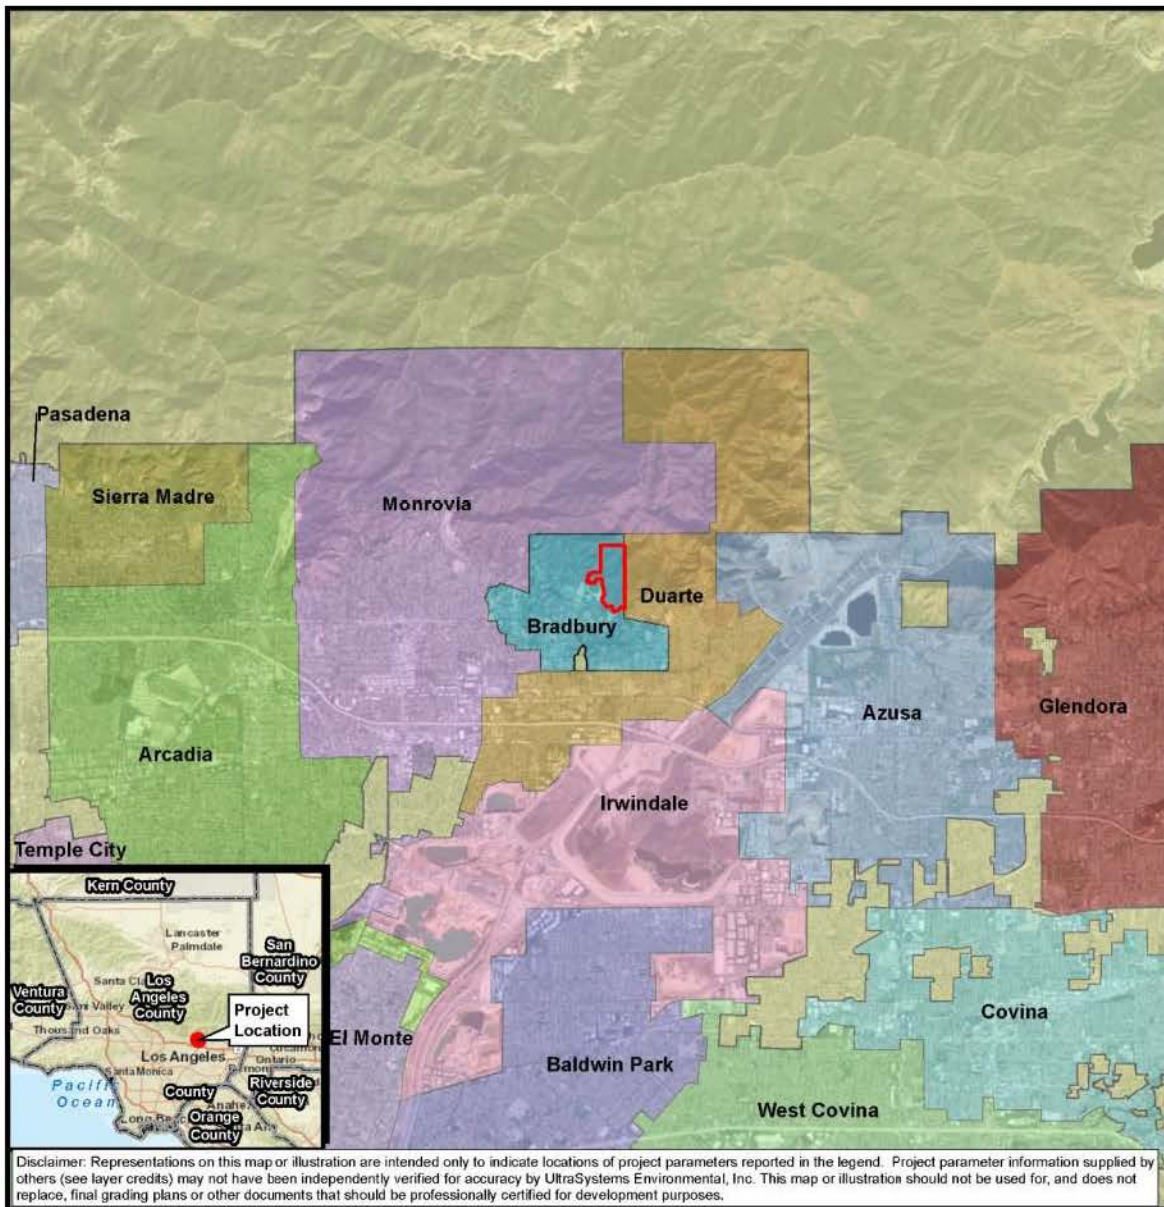 Pasadena
Sierra Madre
Monrovia
Duarte
Bradbury
Azusa
Glendora
Arcadia
Irwindale
Temple City
Covina
El Monte
Baldwin Park
West Covina
Kern County
Lancaster
Palmdale
San
Bernardino
County
Santa Cla
Los
Angeles
County
Ventura
County
Valley
Thousand Oaks
Project
Location
Los Angeles
Ontario
Santa Monica
Pacific
Ocean
County
Riverside
County
Orange
County
Disclaimer: Representations on this map or illustration are intended only to indicate locations of project parameters reported in the legend. Project parameter information supplied by
others (see layer credits) may not have been independently verified for accuracy by UltraSystems Environmental, Inc. This map or illustration should not be used for, and does not
replace, final grading plans or other documents that should be professionally certified for development purposes.